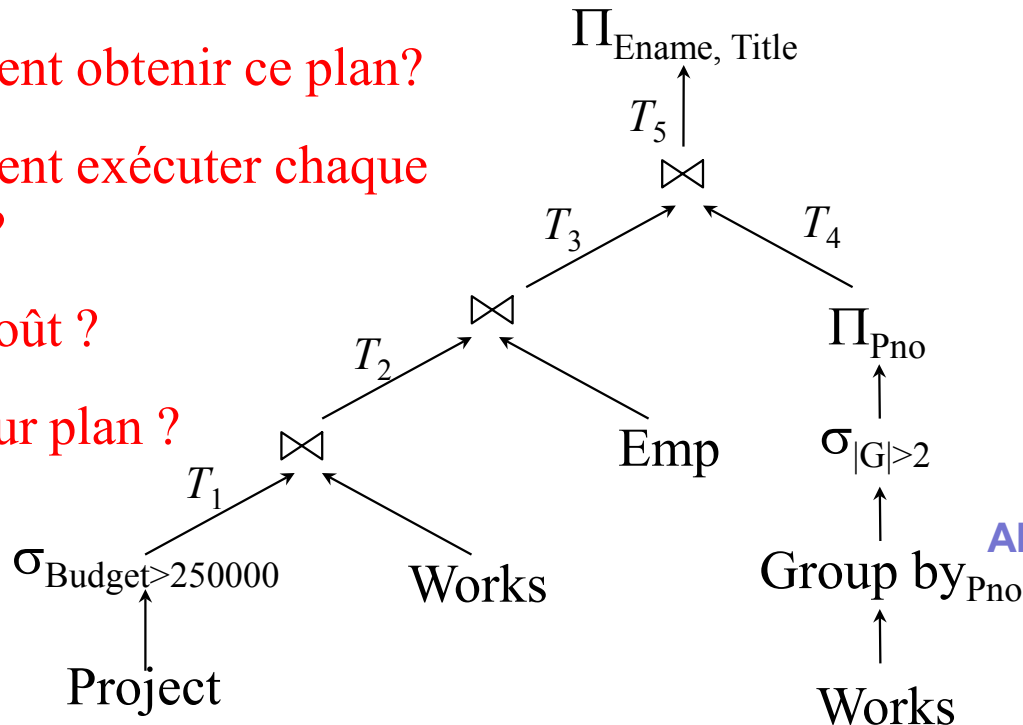 Π Ename, Title
ent obtenir ce plan?
T5
ent exécuter chaque
?
T3
T4
oût ?
Π Pno
T2
ur plan ?
Emp
σ |G|>2
T1
σ Budget>250000
Works
Group by Pno
Project
Works